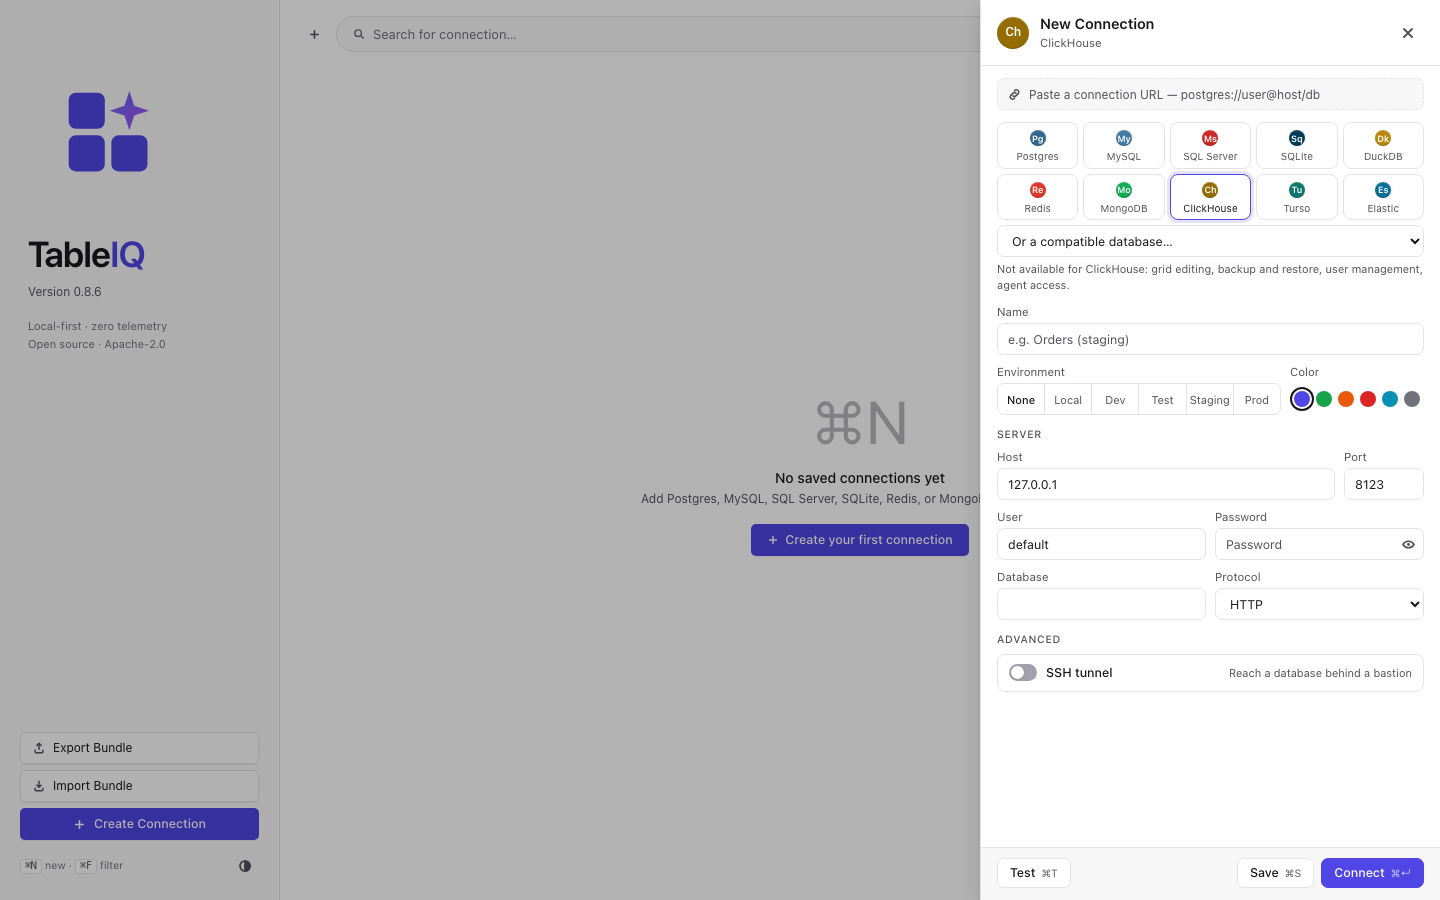 TableIQ
Version 0.8.6
Local-first · zero telemetry
Open source · Apache-2.0
Export Bundle
Import Bundle
+ Create Connection
⌘N new · ⌘F filter
+
Search for connection...
⌘N
No saved connections yet
Add Postgres, MySQL, SQL Server, SQLite, Redis, or
+ Create your first connection
Ch
New Connection
ClickHouse
Paste a connection URL — postgres://user@host/db
Pg My Ms Sq Dk
Postgres MySQL SQL Server SQLite DuckDB
Re Mo Ch Tu Es
Redis MongoDB ClickHouse Turso Elastic
Or a compatible database...
Not available for ClickHouse: grid editing, backup and restore, user management,
agent access.
Name
e.g. Orders (staging)
Environment Color
None Local Dev Test Staging Prod
SERVER
Host Port
127.0.0.1 8123
User Password
default Password
Database Protocol
HTTP
ADVANCED
SSH tunnel Reach a database behind a bastion
Test ⌘T Save ⌘S Connect ⌘↵